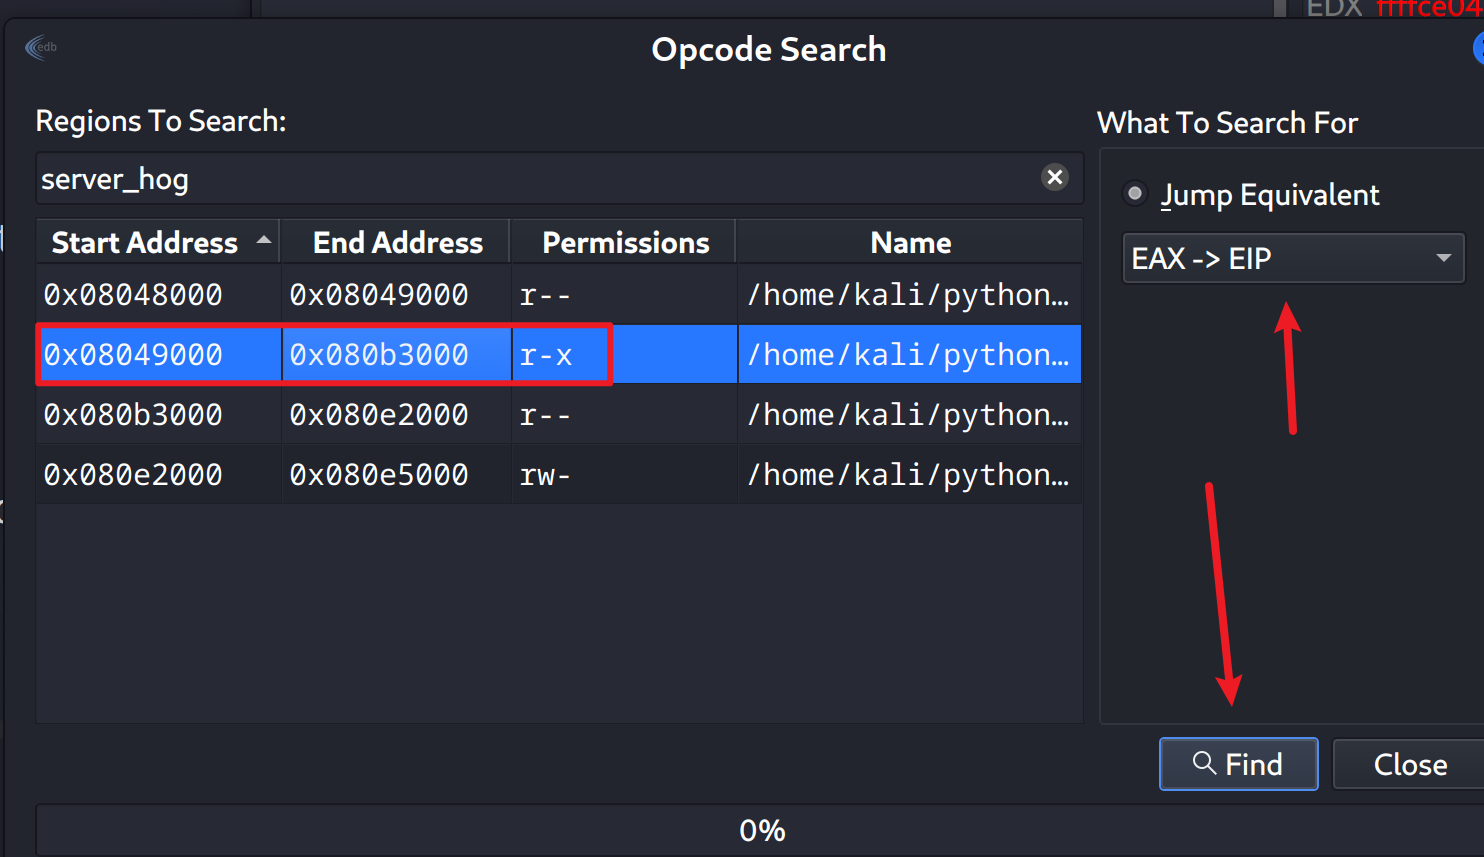 EDX ffffce04
edb
Opcode Search
Regions To Search:
What To Search For
server_hog
Jump Equivalent
Start Address End Address Permissions Name
EAX -> EIP
0x08048000 0x08049000 r-- /home/kali/python...
0x08049000 0x080b3000 r-x /home/kali/python...
0x080b3000 0x080e2000 r-- /home/kali/python...
0x080e2000 0x080e5000 rw- /home/kali/python...
Find Close
0%